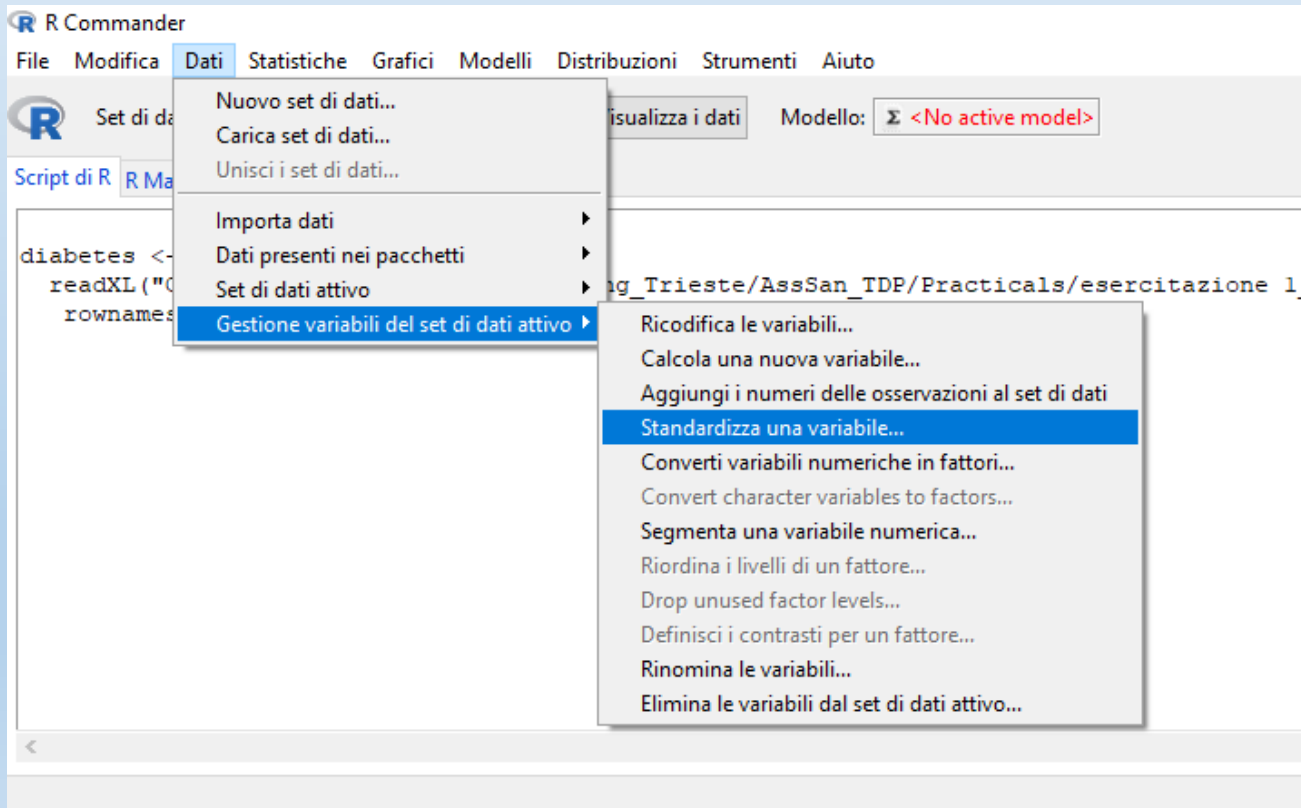 R R Commander
File Modifica Dati Statistiche Grafici Modelli Distribuzioni Strumenti Aiuto
R Set di da isualizza i dati Modello: Σ <No active model>
Nuovo set di dati...
Carica set di dati...
Unisci i set di dati...
Script di R R Ma
Importa dati
Dati presenti nei pacchetti
Set di dati attivo
Gestione variabili del set di dati attivo
diabetes <-
readXL("C ng_Trieste/AssSan_TDP/Practicals/esercitazione 1_
rownames
Ricodifica le variabili...
Calcola una nuova variabile...
Aggiungi i numeri delle osservazioni al set di dati
Standardizza una variabile...
Converti variabili numeriche in fattori...
Convert character variables to factors...
Segmenta una variabile numerica...
Riordina i livelli di un fattore...
Drop unused factor levels...
Definisci i contrasti per un fattore...
Rinomina le variabili...
Elimina le variabili dal set di dati attivo...